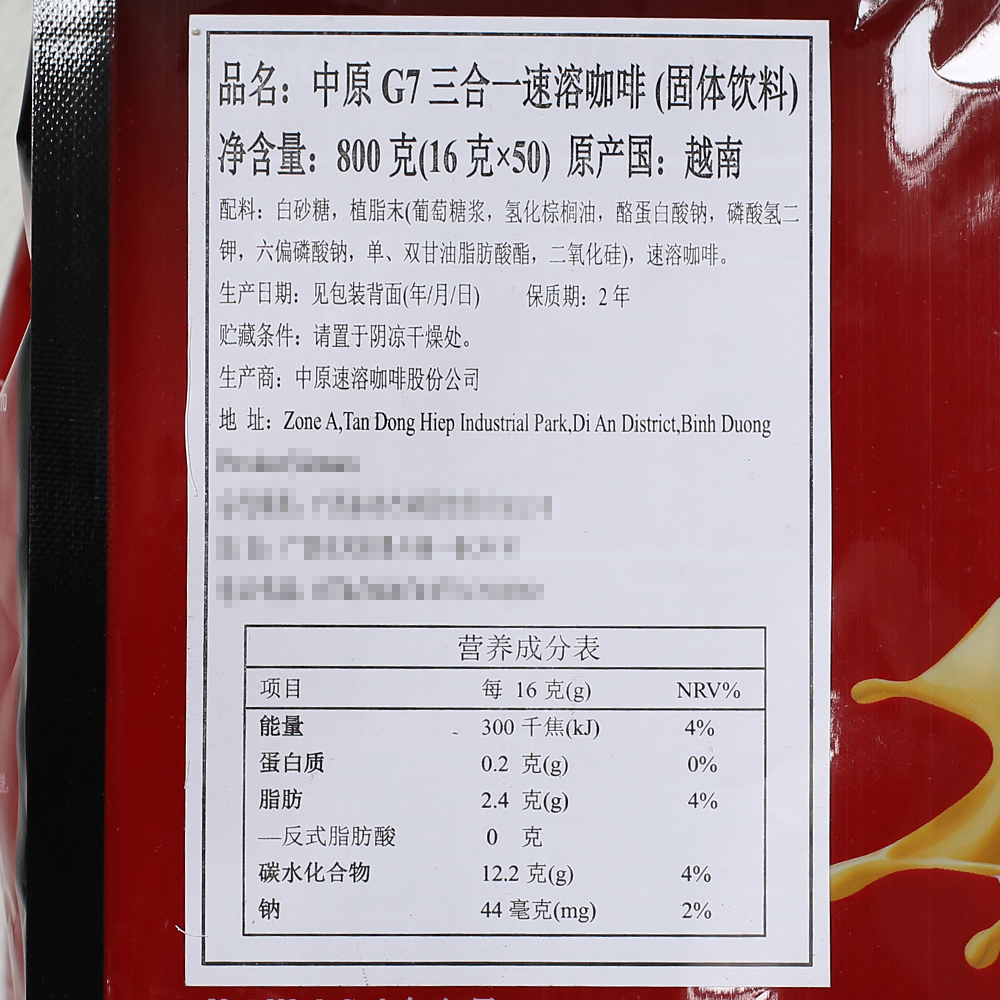 品名：中原 G7 三合一速溶咖啡 (固体饮料)
净含量：800 克(16 克×50) 原产国：越南
配料：白砂糖，植脂末(葡萄糖浆，氢化棕榈油，酪蛋白酸钠，磷酸氢二
钾，六偏磷酸钠，单、双甘油脂肪酸酯，二氧化硅)，速溶咖啡。
生产日期：见包装背面(年/月/日) 保质期：2 年
贮藏条件：请置于阴凉干燥处。
生产商：中原速溶咖啡股份公司
地 址：Zone A,Tan Dong Hiep Industrial Park,Di An District,Binh Duong
营养成分表
项目 每 16 克(g) NRV%
能量 300 千焦(kJ) 4%
蛋白质 0.2 克(g) 0%
脂肪 2.4 克(g) 4%
—反式脂肪酸 0 克
碳水化合物 12.2 克(g) 4%
钠 44 毫克(mg) 2%